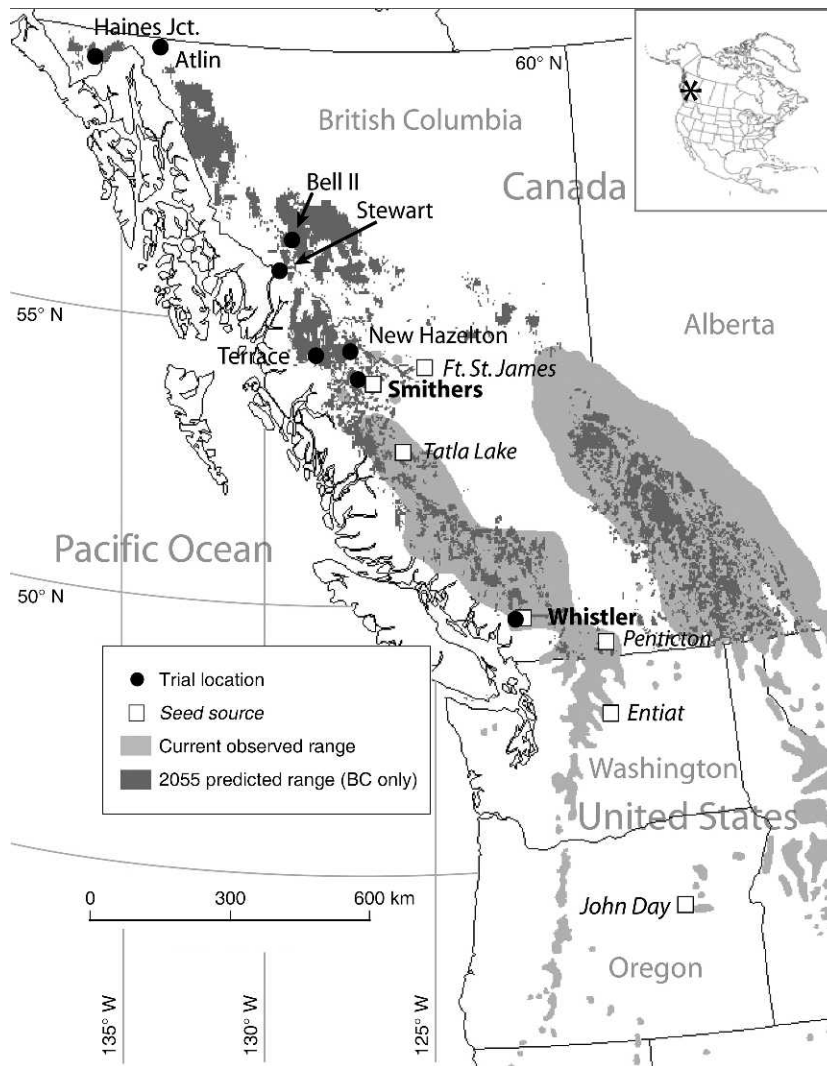 Haines Jct.
Atlin
60° N
British Columbia
Canada
Bell II
Stewart
55° N
Alberta
New Hazelton
Terrace
Ft. St. James
Smithers
Tatla Lake
Pacific Ocean
50° N
Whistler
Penticton
Trial location
Seed source
Current observed range
2055 predicted range (BC only)
Entiat
Washington
United States
0 300 600 km
John Day
Oregon
135° W
130° W
125° W